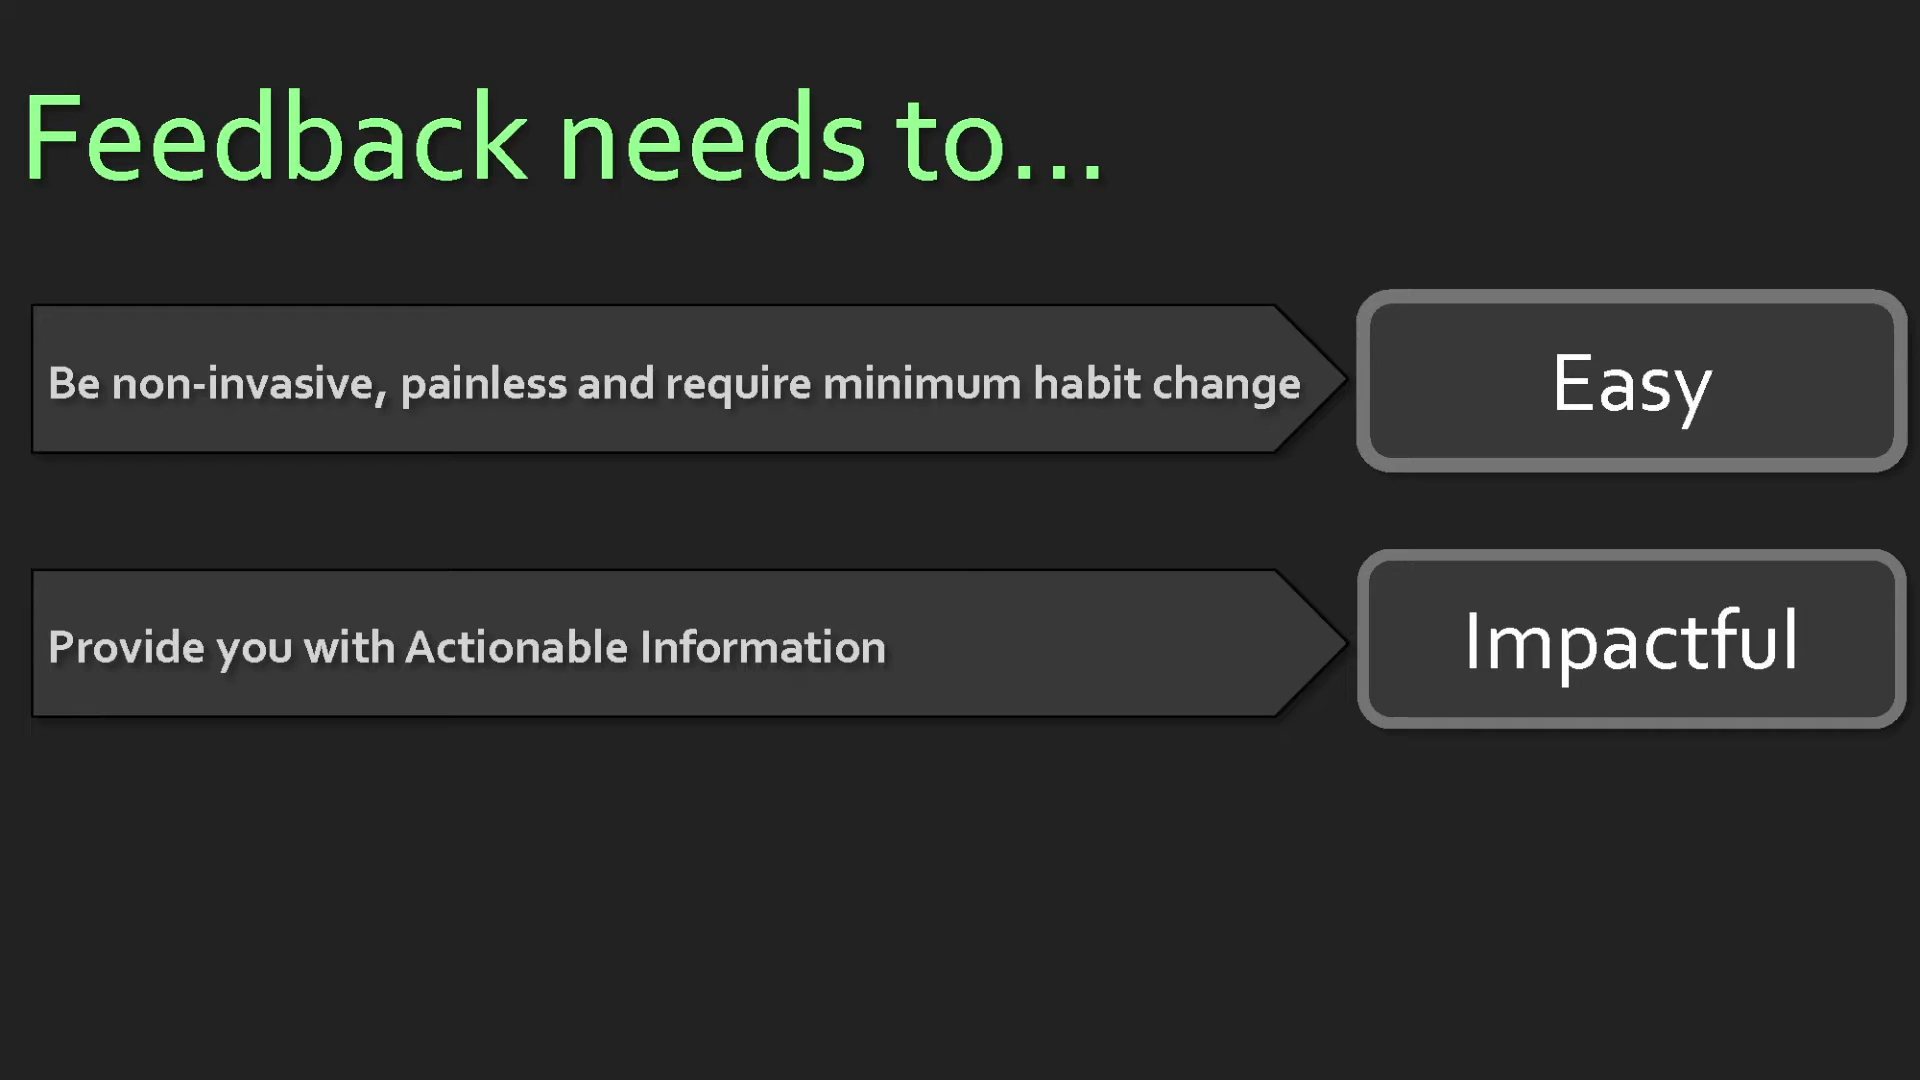 Feedback needs to...
Be non-invasive, painless and require minimum habit change
Easy
Provide you with Actionable Information
Impactful